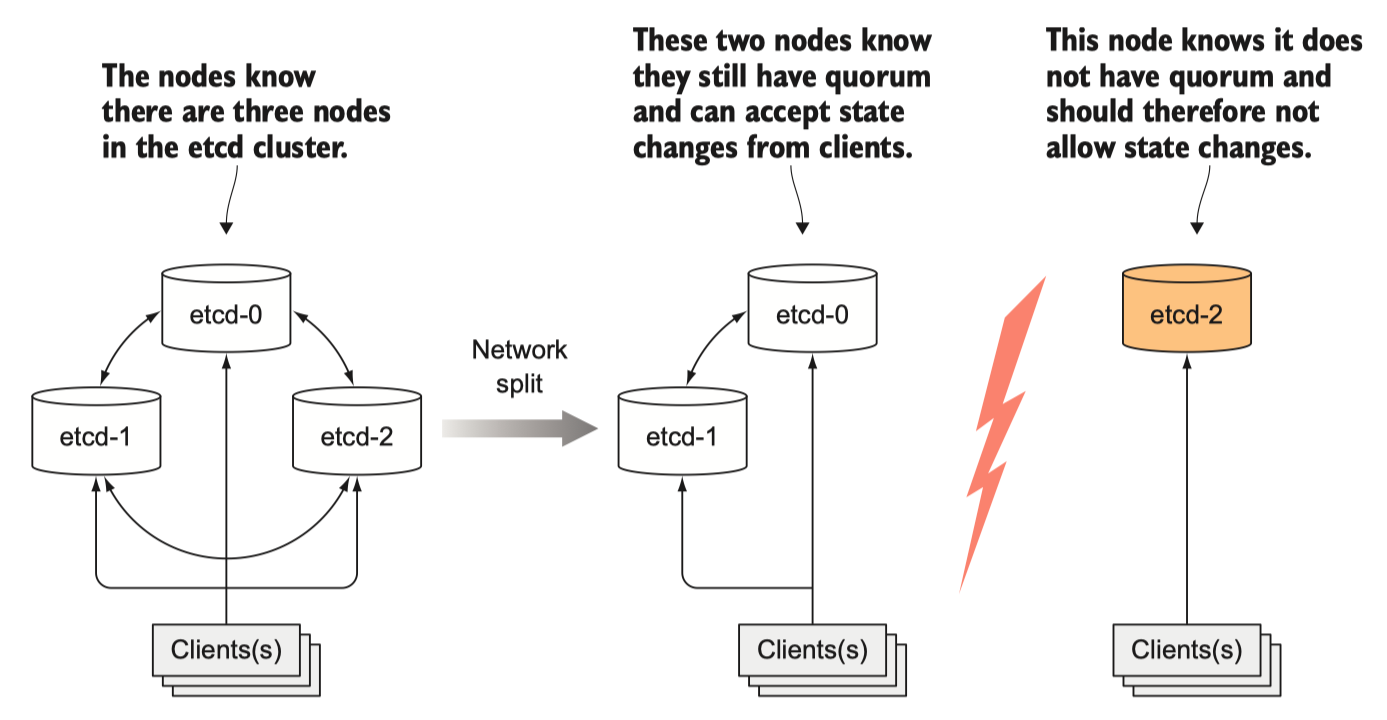 The nodes know
there are three nodes
in the etcd cluster.
These two nodes know
they still have quorum
and can accept state
changes from clients.
This node knows it does
not have quorum and
should therefore not
allow state changes.
etcd-0
etcd-1
etcd-2
Clients(s)
Network
split
etcd-0
etcd-1
Clients(s)
etcd-2
Clients(s)